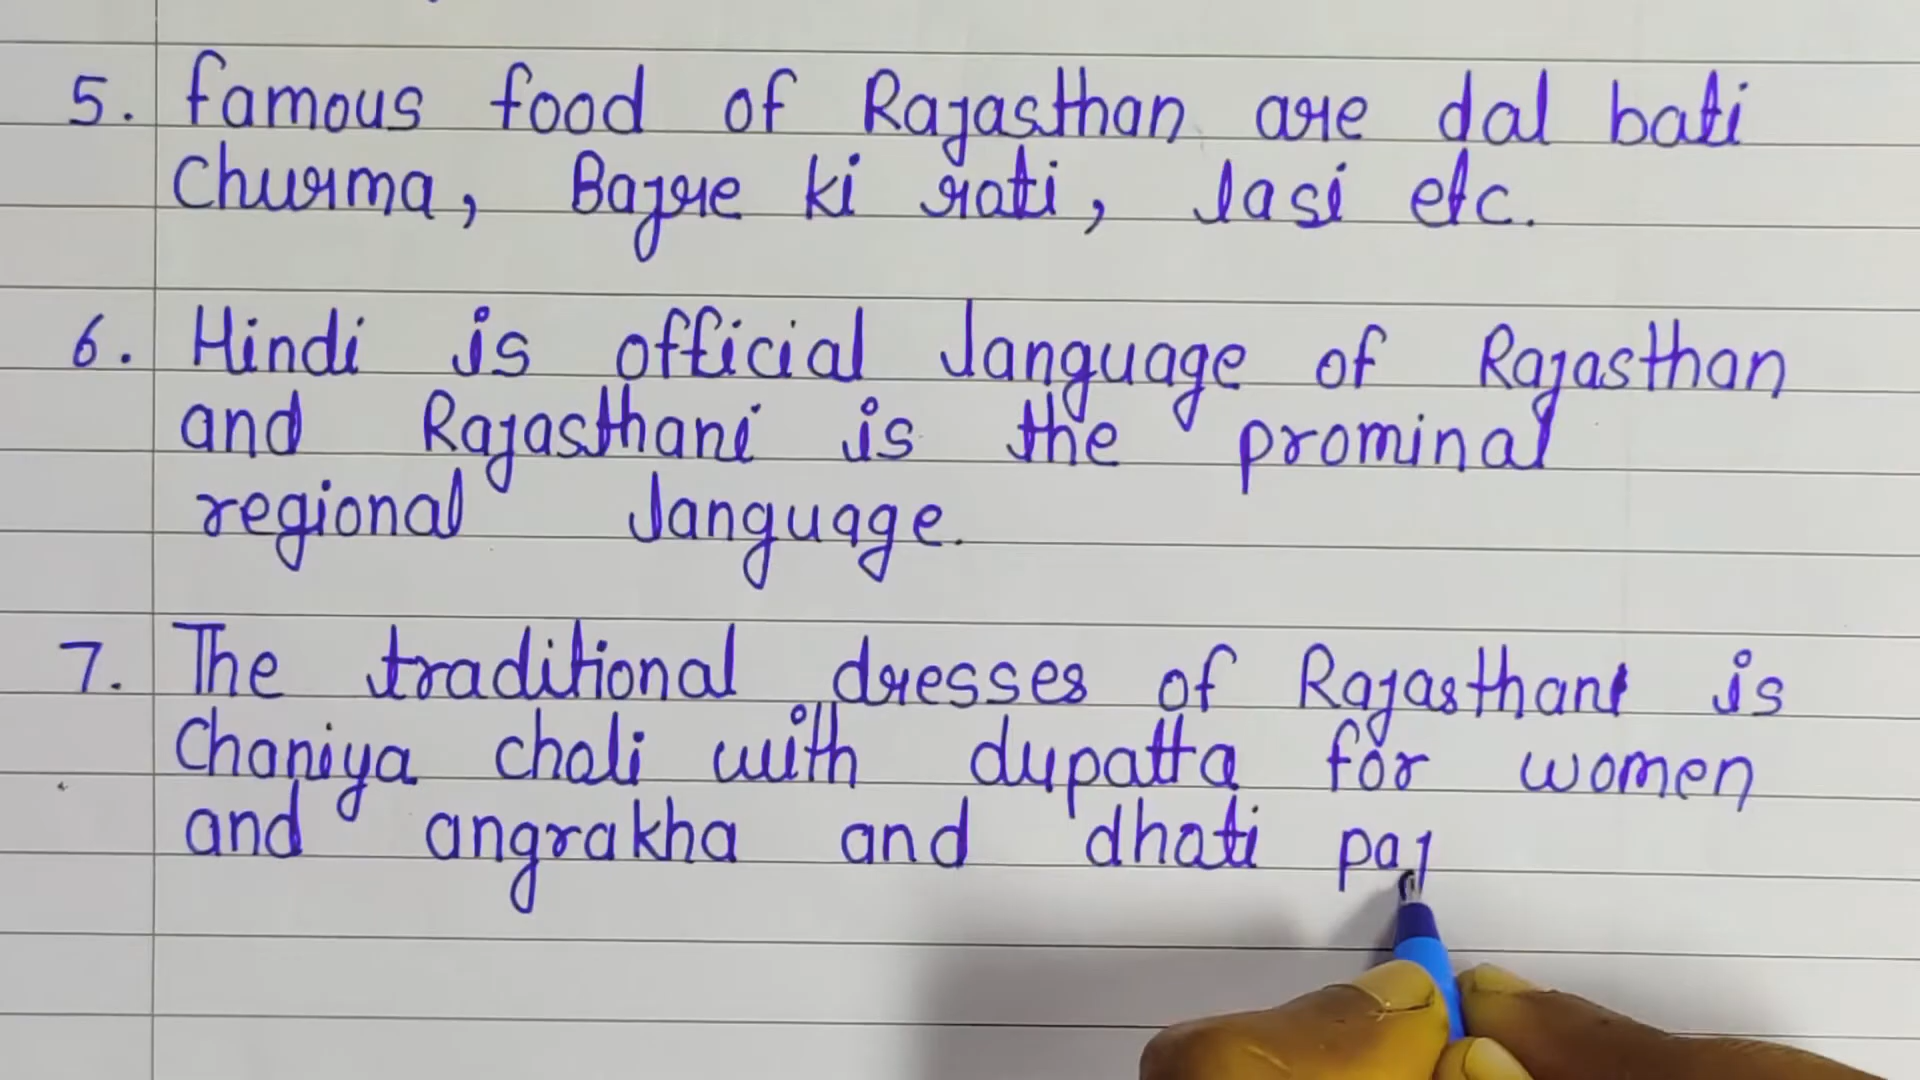 5. famous food of Rajasthan are dal bati
Churma, Bajre ki roti, lasi etc.
6. Hindi is official language of Rajasthan
and Rajasthani is the prominal
regional language.
7. The traditional dresses of Rajasthani is
Chaniya choli with dupatta for women
and angrakha and dhoti paj